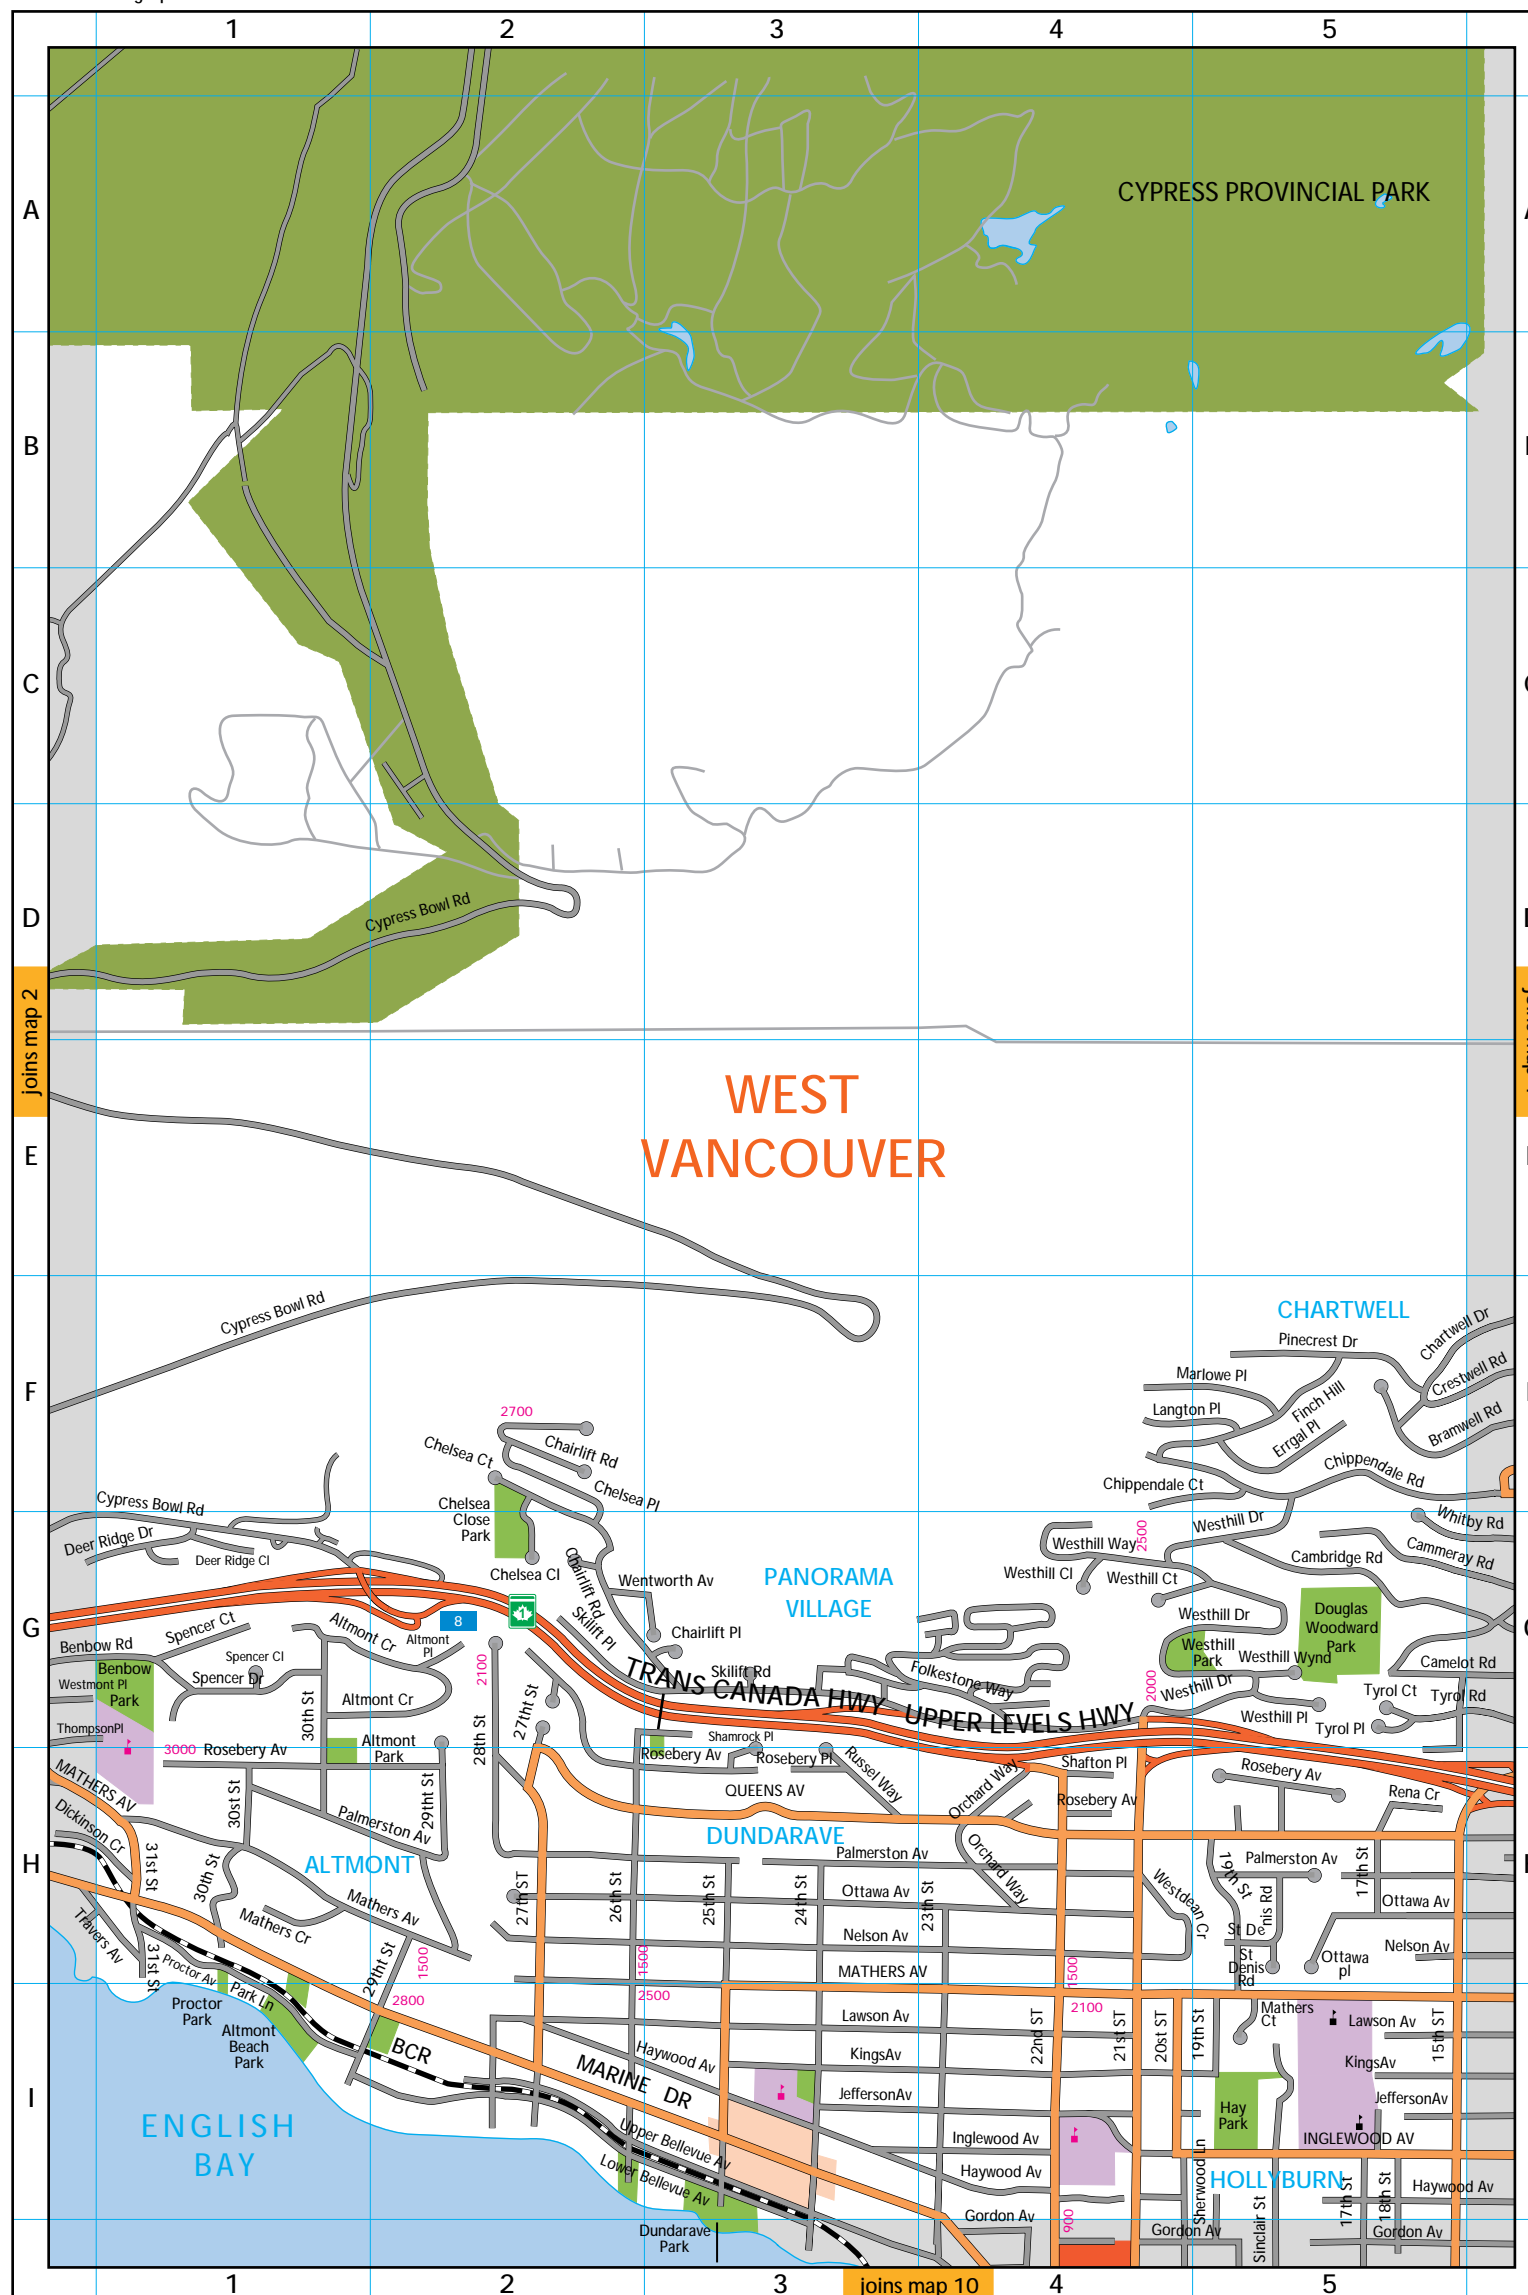 1 2 3 4 5
A
CYPRESS PROVINCIAL PARK
B
C
D
Cypress Bowl Rd
joins map 2
WEST
VANCOUVER
E
Cypress Bowl Rd
CHARTWELL
Pinecrest Dr
Chartwell Dr
F
Marlowe Pl
Crestwell Rd
Langton Pl
Finch Hill
Errgal Pl
Bramwell Rd
2700
Chelsea Ct
Chairlift Rd
Chelsea Pl
Chippendale Rd
Chippendale Ct
Cypress Bowl Rd
Chelsea
Close
Park
Deer Ridge Dr
Deer Ridge Cl
Chelsea Cl
Chairlift Rd
Skilift Pl
Wentworth Av
Chairlift Pl
Skilift Rd
PANORAMA
VILLAGE
Westhill Way
2500
Westhill Dr
Whitby Rd
Westhill Cl
Westhill Ct
Cambridge Rd
Cammeray Rd
G
8
1
Westhill Dr
Douglas
Woodward
Park
Westhill
Park
Westhill Wynd
Camelot Rd
Benbow Rd
Spencer Ct
Altmont Cr
Altmont
Pl
Benbow
Park
Spencer Cl
Spencer Dr
Westmont Pl
ThompsonPl
Altmont Cr
30th St
2100
28th St
27tht St
TRANS CANADA HWY
UPPER LEVELS HWY
Folkestone Way
2000
Westhill Dr
Westhill Pl
Tyrol Ct
Tyrol Rd
Tyrol Pl
3000
Rosebery Av
Altmont
Park
Shamrock Pl
Rosebery Av
Rosebery Pl
Russel Way
Orchard Way
Shafton Pl
Rosebery Av
Rosebery Av
Rena Cr
MATHERS AV
Dickinson Cr
30st St
Palmerston Av
29tht St
QUEENS AV
DUNDARAVE
H
31st St
30th St
ALTMONT
Palmerston Av
Orchard Way
Palmerston Av
19th St
17th St
Mathers Av
Mathers Cr
27th ST
26th St
25th St
24th St
23th St
Ottawa Av
Westdean Cr
St De
nis Rd
Ottawa Av
Travers Av
31st St
Nelson Av
Nelson Av
1500
1500
1500
MATHERS AV
St
Denis
Rd
Ottawa
pl
Proctor Av
Park Ln
29tht St
2800
2500
2100
Proctor
Park
Altmont
Beach
Park
BCR
Lawson Av
Mathers
Ct
Lawson Av
22nd ST
21st ST
20st ST
19th St
15th ST
Haywood Av
KingsAv
KingsAv
MARINE DR
JeffersonAv
JeffersonAv
I
ENGLISH
BAY
Hay
Park
Upper Bellevue Av
Lower Bellevue Av
Inglewood Av
INGLEWOOD AV
Haywood Av
HOLLYBURN
Haywood Av
Sherwood Ln
Sinclair St
17th St
18th St
900
Gordon Av
Gordon Av
Gordon Av
Dundarave
Park
1 2 3 4 5
joins map 10